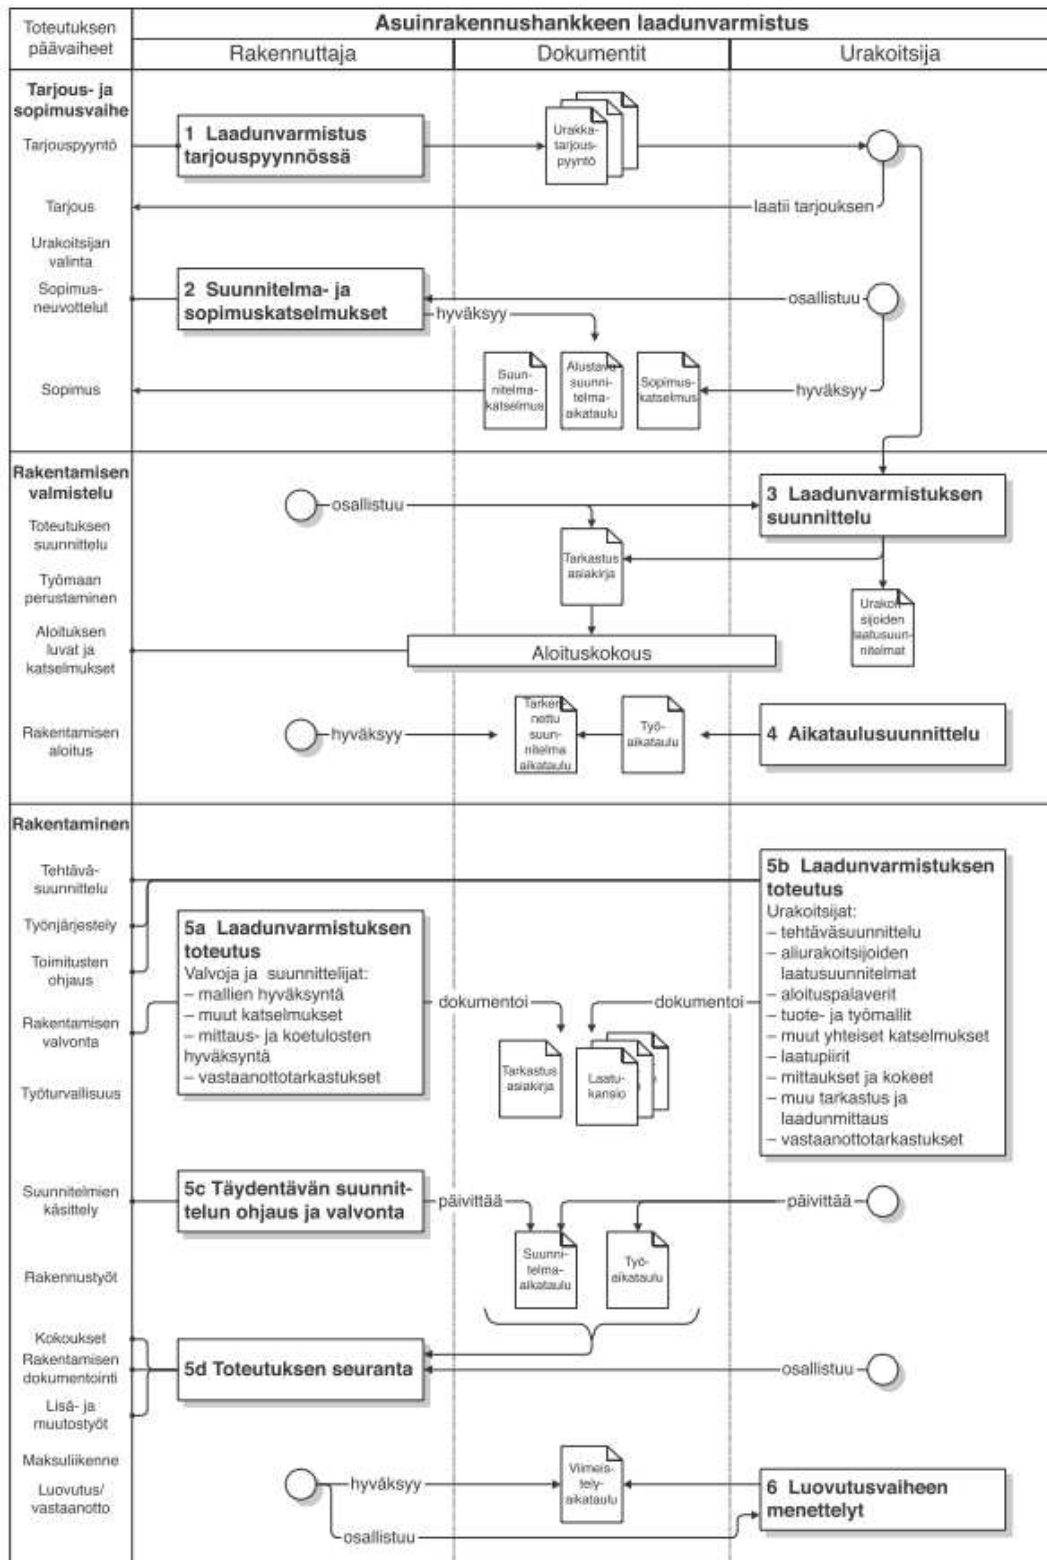 Toteutuksen
päävaiheet
Asuinrakennushankkeen laadunvarmistus
Rakennuttaja
Dokumentit
Urakoitsija
Tarjous- ja
sopimusvaihe
Tarjouspyyntö
1 Laadunvarmistus
tarjouspyynnössä
Urakka-
tarjous-
pyyntö
Tarjous
laatii tarjouksen
Urakoitsijan
valinta
Sopimus-
neuvottelut
2 Suunnitelma- ja
sopimuskatselmukset
osallistuu
hyväksyy
Suun-
nitelma-
katselmus
Alustava
suunni-
telma-
aikataulu
Sopimus-
katselmus
hyväksyy
Sopimus
Rakentamisen
valmistelu
osallistuu
3 Laadunvarmistuksen
suunnittelu
Toteutuksen
suunnittelu
Tarkastus
asiakirja
Työmaan
perustaminen
Urakoit
sijoiden
laatusuun-
nitelmat
Aloituksen
luvat ja
katselmukset
Aloituskokous
Rakentamisen
aloitus
hyväksyy
Tarken
nettu
suun-
nitelma
aikataulu
Työ-
aikataulu
4 Aikataulusuunnittelu
Rakentaminen
Tehtävä-
suunnittelu
Työnjärjestely
Toimitusten
ohjaus
Rakentamisen
valvonta
Työturvallisuus
5a Laadunvarmistuksen
toteutus
Valvoja ja suunnittelijat:
– mallien hyväksyntä
– muut katselmukset
– mittaus- ja koetulosten
hyväksyntä
– vastaanottotarkastukset
dokumentoi
dokumentoi
Tarkastus
asiakirja
Laatu-
kansio
5b Laadunvarmistuksen
toteutus
Urakoitsijat:
– tehtäväsuunnittelu
– aliurakoitsijoiden
laatusuunnitelmat
– aloituspalaverit
– tuote- ja työmallit
– muut yhteiset katselmukset
– laatupiirit
– mittaukset ja kokeet
– muu tarkastus ja
laadunmittaus
– vastaanottotarkastukset
Suunnitelmien
käsittely
5c Täydentävän suunnit-
telun ohjaus ja valvonta
päivittää
päivittää
Suunni-
telma-
aikataulu
Työ-
aikataulu
Rakennustyöt
Kokoukset
Rakentamisen
dokumentointi
Lisä- ja
muutostyöt
5d Toteutuksen seuranta
osallistuu
Maksuliikenne
Luovutus/
vastaanotto
hyväksyy
osallistuu
Viimeis-
tely-
aikataulu
6 Luovutusvaiheen
menettelyt